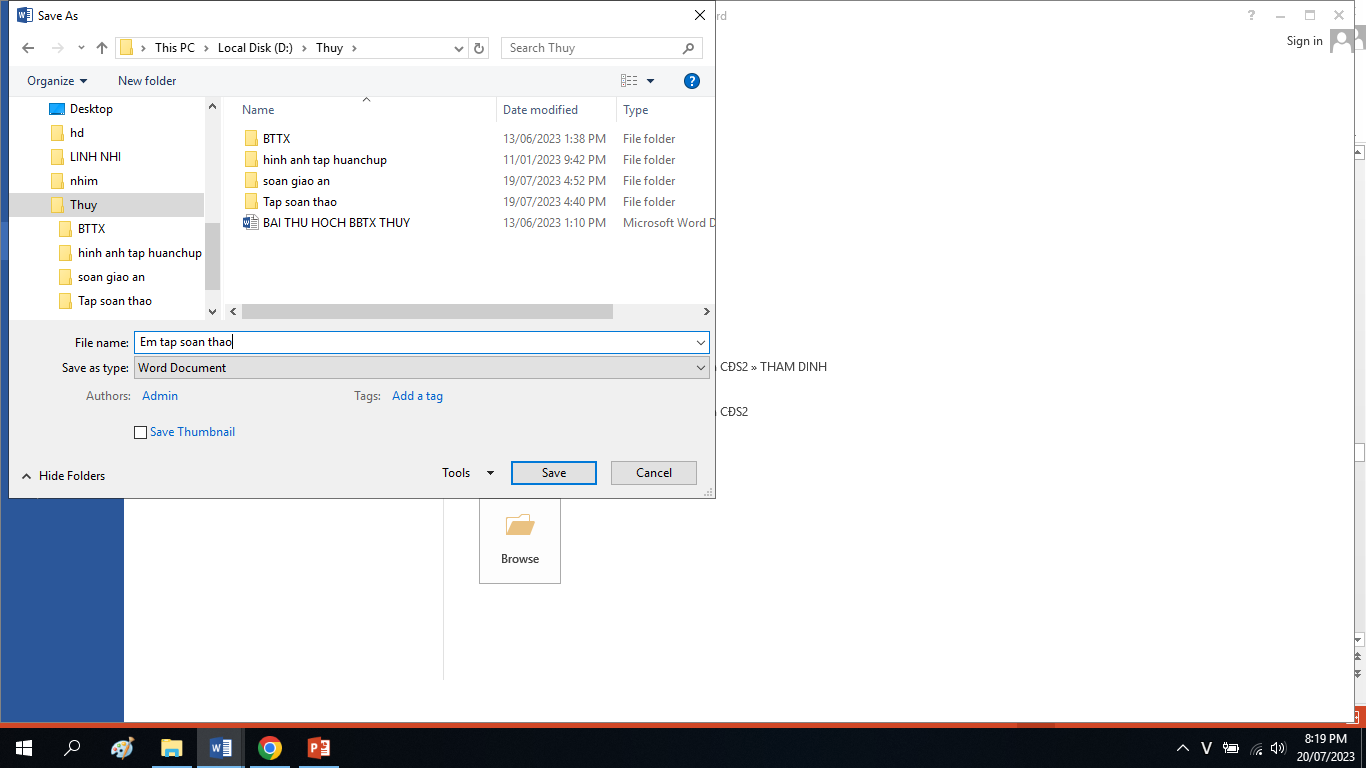 Save As
rd
?
Sign in
This PC > Local Disk (D:) > Thuy >
Search Thuy
Organize
New folder
?
Desktop
hd
LINH NHI
nhim
Thuy
BTTX
hinh anh tap huanchup
soan giao an
Tap soan thao
Name Date modified Type
BTTX 13/06/2023 1:38 PM File folder
hinh anh tap huanchup 11/01/2023 9:42 PM File folder
soan giao an 19/07/2023 4:52 PM File folder
Tap soan thao 19/07/2023 4:40 PM File folder
BAI THU HOCH BBTX THUY 13/06/2023 1:10 PM Microsoft Word D
File name: Em tap soan thao
Save as type: Word Document
CĐS2 » THAM DINH
Authors: Admin Tags: Add a tag
CĐS2
Save Thumbnail
Hide Folders
Tools Save Cancel
Browse
V
8:19 PM
20/07/2023